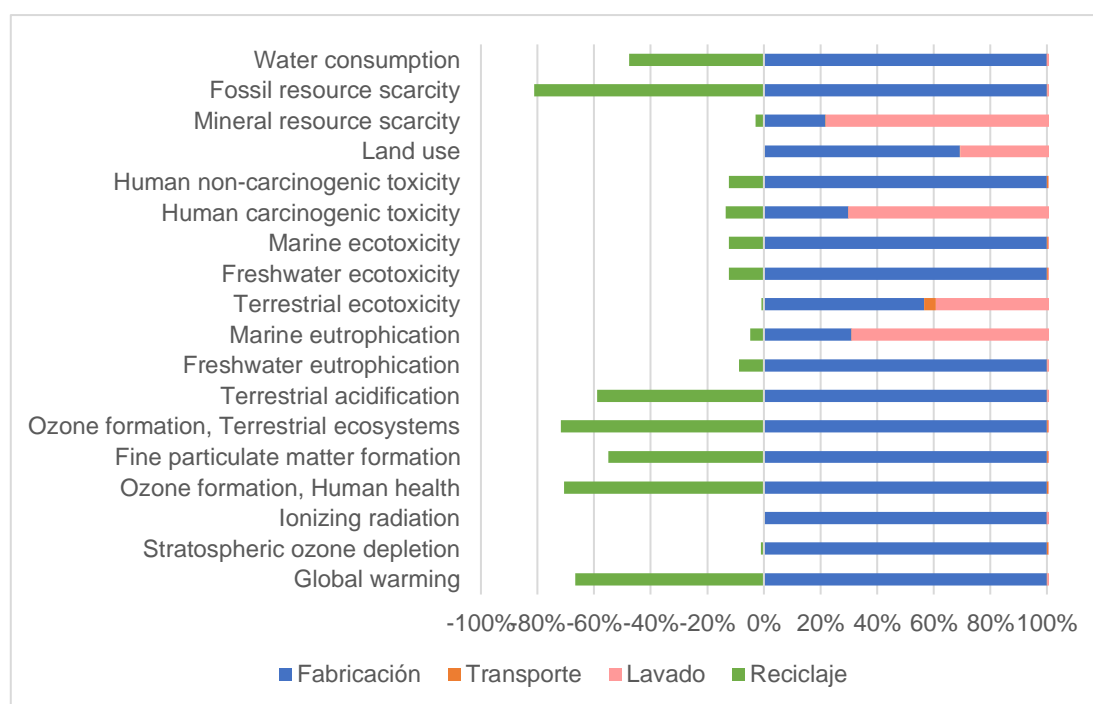 Water consumption
Fossil resource scarcity
Mineral resource scarcity
Land use
Human non-carcinogenic toxicity
Human carcinogenic toxicity
Marine ecotoxicity
Freshwater ecotoxicity
Terrestrial ecotoxicity
Marine eutrophication
Freshwater eutrophication
Terrestrial acidification
Ozone formation, Terrestrial ecosystems
Fine particulate matter formation
Ozone formation, Human health
Ionizing radiation
Stratospheric ozone depletion
Global warming
-100% -80% -60% -40% -20% 0% 20% 40% 60% 80% 100%
Fabricación Transporte Lavado Reciclaje